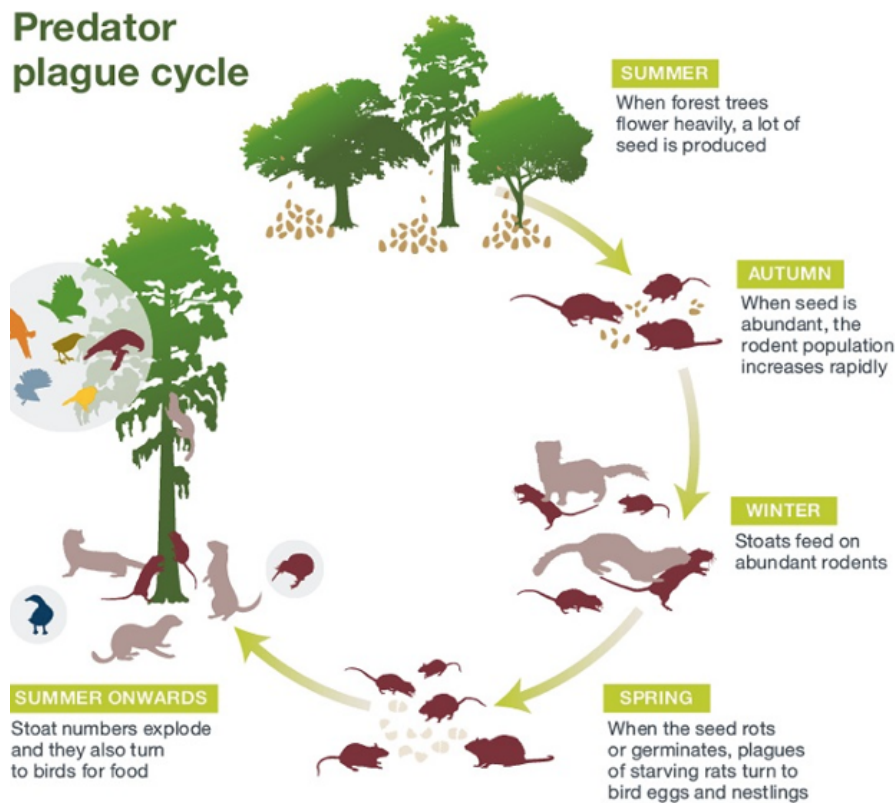 Predator
plague cycle
SUMMER
When forest trees
flower heavily, a lot of
seed is produced
AUTUMN
When seed is
abundant, the
rodent population
increases rapidly
WINTER
Stoats feed on
abundant rodents
SPRING
When the seed rots
or germinates, plagues
of starving rats turn to
bird eggs and nestlings
SUMMER ONWARDS
Stoat numbers explode
and they also turn
to birds for food